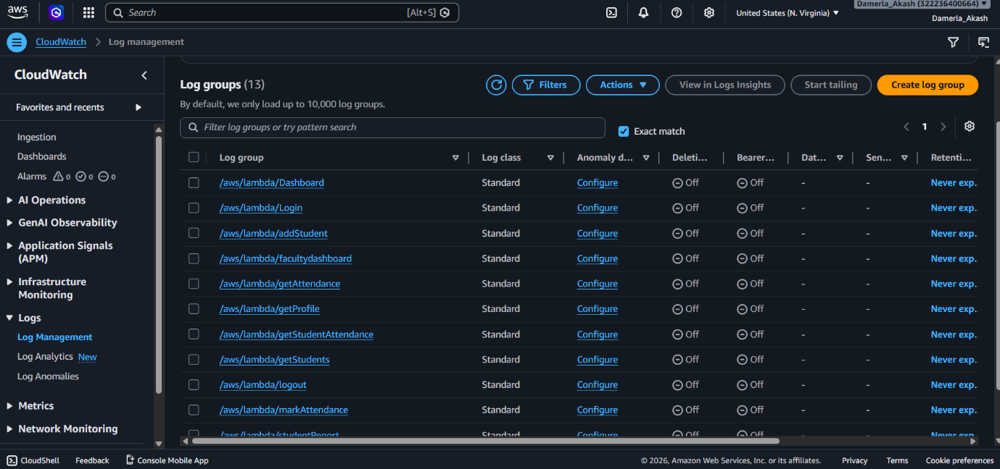 aws
Search [Alt+S]
United States (N. Virginia)
Damerla_Akash (322236400664)
Damerla_Akash
CloudWatch
Log management
CloudWatch
Favorites and recents
Ingestion
Dashboards
Alarms 0 0 0
AI Operations
GenAI Observability
Application Signals
(APM)
Infrastructure
Monitoring
Logs
Log Management
Log Analytics New
Log Anomalies
Metrics
Network Monitoring
Log groups (13)
Filters
Actions
View in Logs Insights
Start tailing
Create log group
By default, we only load up to 10,000 log groups.
Filter log groups or try pattern search
Exact match
1
Log group Log class Anomaly d... Deleti... Bearer... Dat... Sen... Retenti...
/aws/lambda/Dashboard Standard Configure Off Off - - Never exp.
/aws/lambda/Login Standard Configure Off Off - - Never exp.
/aws/lambda/addStudent Standard Configure Off Off - - Never exp.
/aws/lambda/facultydashboard Standard Configure Off Off - - Never exp.
/aws/lambda/getAttendance Standard Configure Off Off - - Never exp.
/aws/lambda/getProfile Standard Configure Off Off - - Never exp.
/aws/lambda/getStudentAttendance Standard Configure Off Off - - Never exp.
/aws/lambda/getStudents Standard Configure Off Off - - Never exp.
/aws/lambda/logout Standard Configure Off Off - - Never exp.
/aws/lambda/markAttendance Standard Configure Off Off - - Never exp.
/aws/lambda/studentReport Standard Configure Off Off - - Never exp.
CloudShell Feedback Console Mobile App
© 2026, Amazon Web Services, Inc. or its affiliates. Privacy Terms Cookie preferences